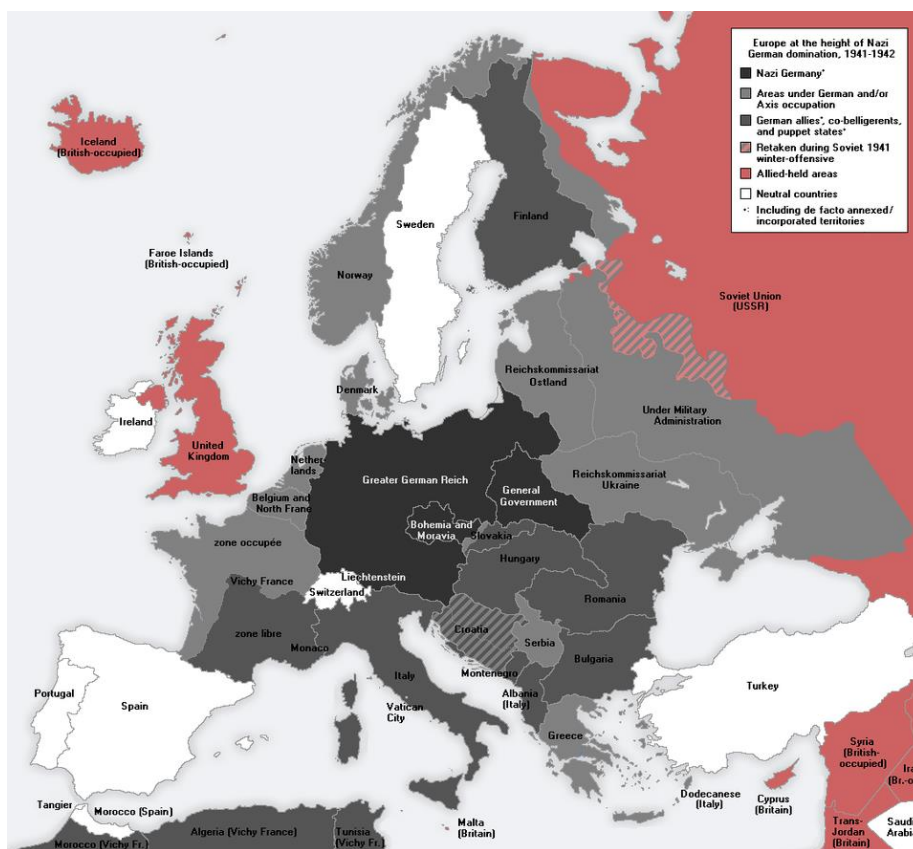 Europe at the height of Nazi
German domination, 1941-1942
Nazi Germany*
Areas under German and/or
Axis occupation
German allies*, co-belligerents,
and puppet states*
Retaken during Soviet 1941
winter-offensive
Allied-held areas
Neutral countries
Including de facto annexed/
incorporated territories
Iceland
(British-occupied)
Faroe Islands
(British-occupied)
Sweden
Finland
Norway
Soviet Union
(USSR)
Reichskommissariat
Ostland
Denmark
Under Military
Administration
Ireland
United
Kingdom
Nether-
lands
Greater German Reich
General
Government
Reichskommissariat
Ukraine
Belgium and
North Frane
Bohemia and
Moravia
Slovakia
zone occupée
Hungary
Vichy France
Liechtenstein
Switzerland
Romania
zone libre
Croatia
Serbia
Monaco
Italy
Montenegro
Bulgaria
Portugal
Spain
Vatican
City
Albania
(Italy)
Turkey
Greece
Syria
(British-
occupied)
Ira
(Br.-o
Dodecanese
(Italy)
Cyprus
(Britain)
Tangier
Morocco (Spain)
Malta
(Britain)
Trans-
Jordan
(Britain)
Saudi
Arabi
Algeria (Vichy France)
Tunisia
(Vichy Fr.)
Morocco (Vichy Fr.)